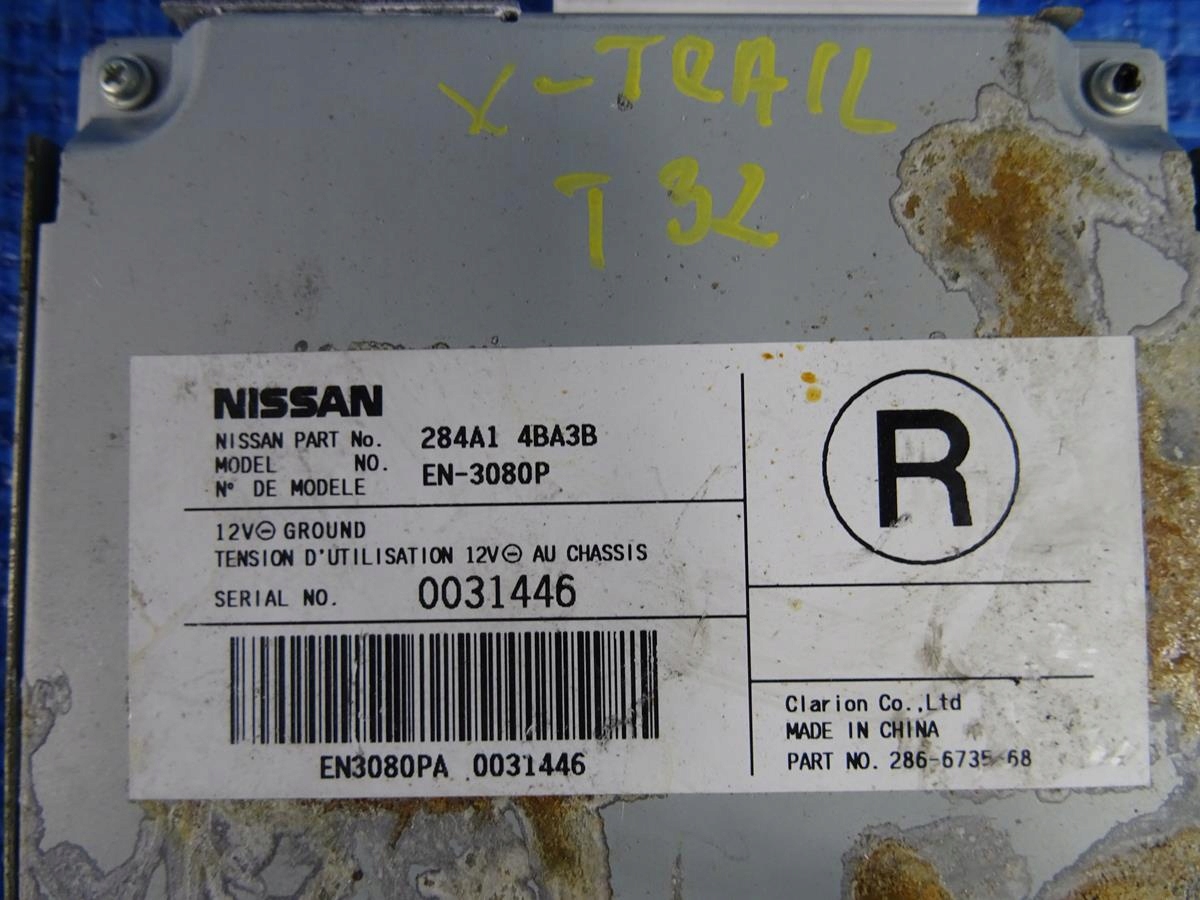 X-TRAIL
T32
NISSAN
NISSAN PART No. 284A1 4BA3B
MODEL NO. EN-3080P
N° DE MODELE
12V⊖ GROUND
TENSION D'UTILISATION 12V⊖ AU CHASSIS
SERIAL NO. 0031446
EN3080PA 0031446
R
Clarion Co.,Ltd
MADE IN CHINA
PART NO. 286-6735-68